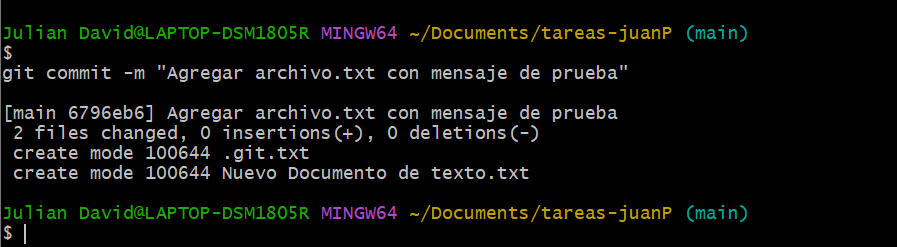 Julian David@LAPTOP-DSM1805R MINGW64 ~/Documents/tareas-juanP (main)
$
git commit -m "Agregar archivo.txt con mensaje de prueba"
[main 6796eb6] Agregar archivo.txt con mensaje de prueba
 2 files changed, 0 insertions(+), 0 deletions(-)
 create mode 100644 .git.txt
 create mode 100644 Nuevo Documento de texto.txt
Julian David@LAPTOP-DSM1805R MINGW64 ~/Documents/tareas-juanP (main)
$